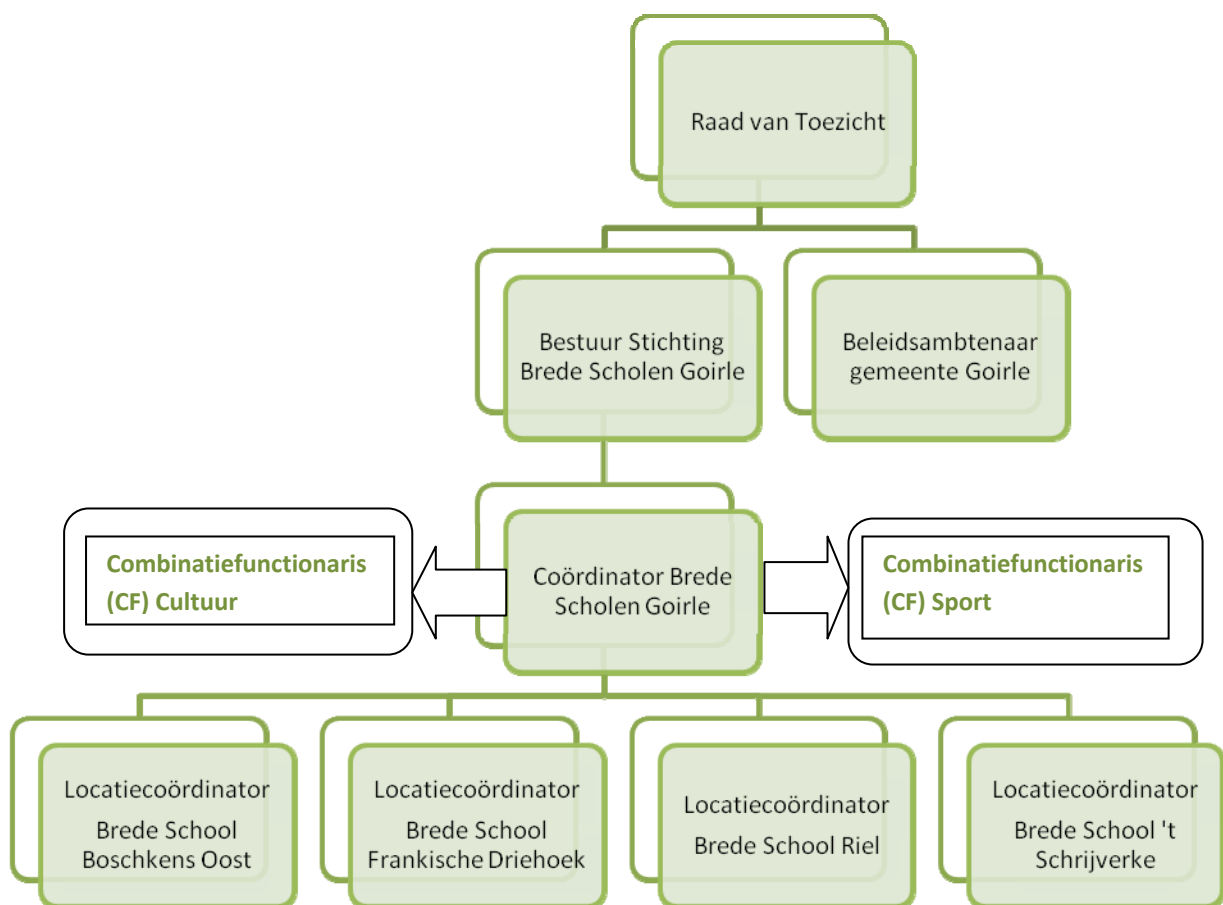 Raad van Toezicht
Bestuur Stichting
Brede Scholen Goirle
Beleidsambtenaar
gemeente Goirle
Combinatiefunctionaris
(CF) Cultuur
Coördinator Brede
Scholen Goirle
Combinatiefunctionaris
(CF) Sport
Locatiecoördinator
Brede School
Boschkens Oost
Locatiecoördinator
Brede School
Frankische Driehoek
Locatiecoördinator
Brede School Riel
Locatiecoördinator
Brede School 't
Schrijverke